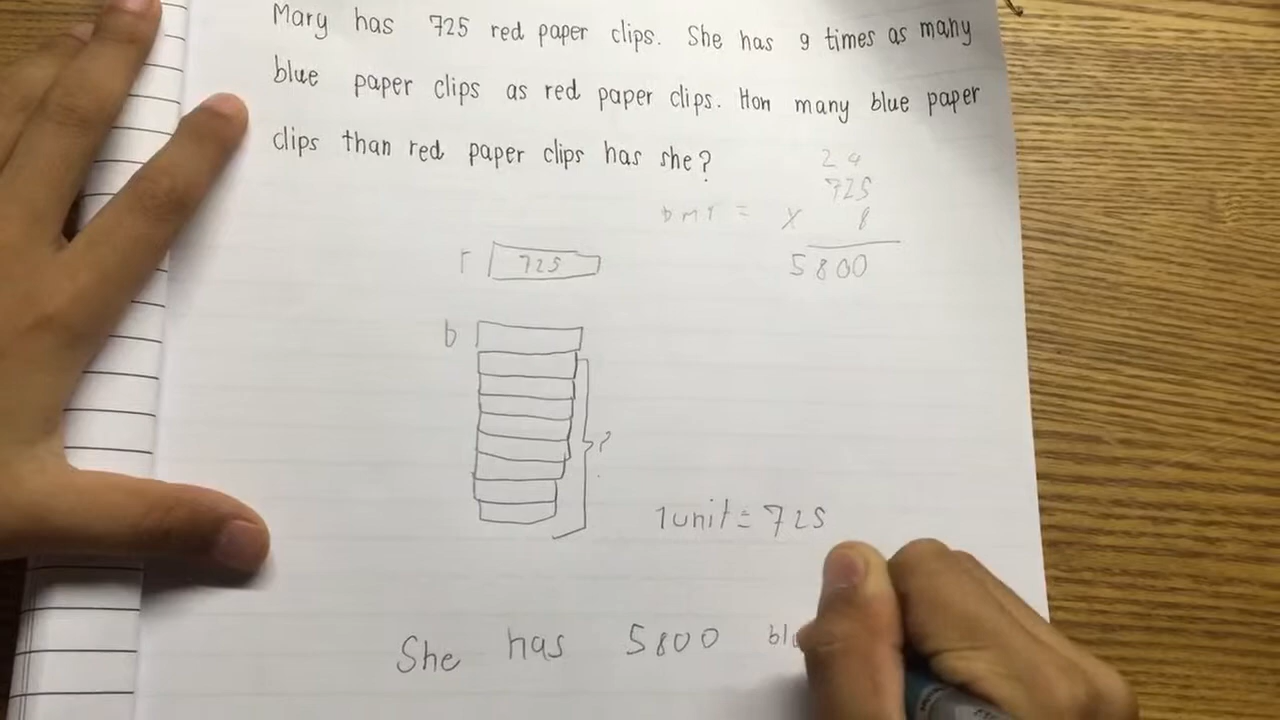 Mary has 725 red paper clips. She has 9 times as many
blue paper clips as red paper clips. How many blue paper
clips than red paper clips has she?
2 4
725
bmr = x 8
5800
r 725
b
?
1 unit = 725
She has 5800